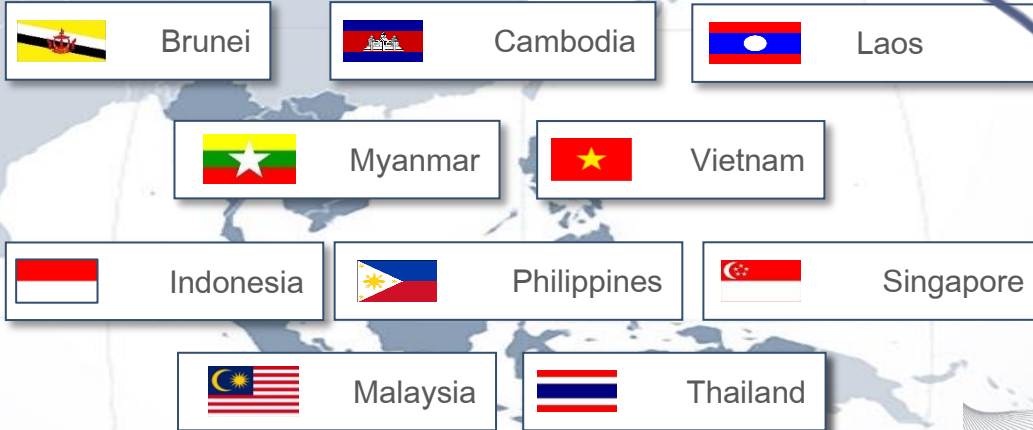 Brunei
Cambodia
Laos
Myanmar
Vietnam
Indonesia
Philippines
Singapore
Malaysia
Thailand